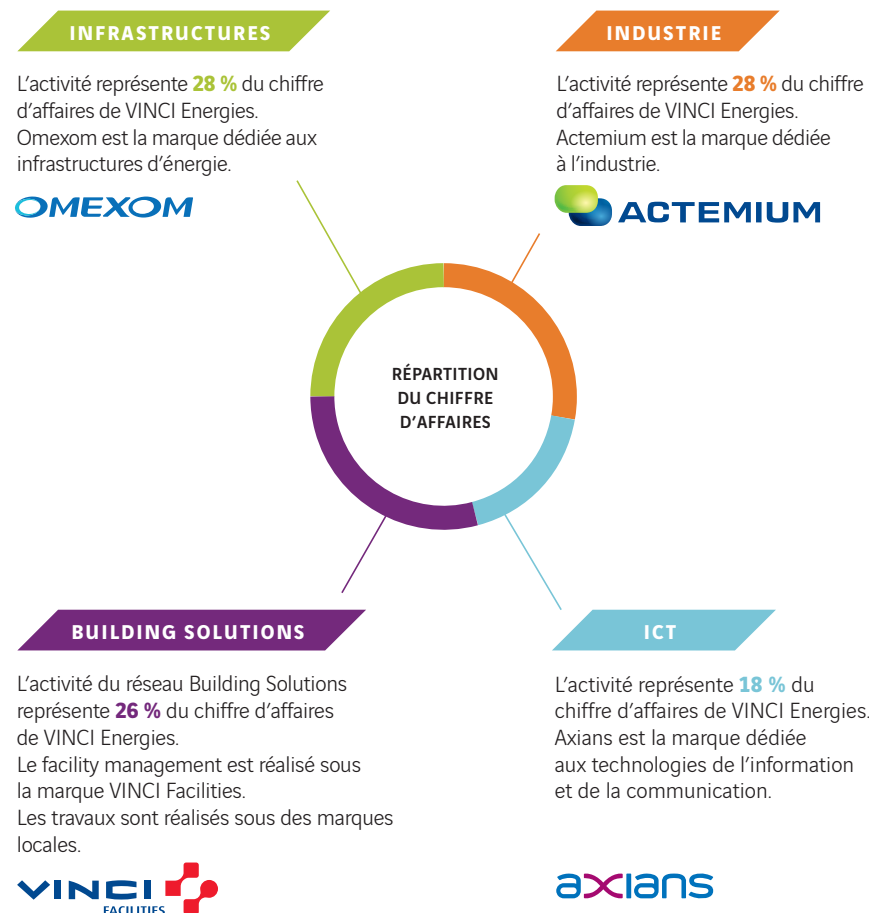 INFRASTRUCTURES
L’activité représente 28 % du chiffre
d’affaires de VINCI Energies.
Omexom est la marque dédiée aux
infrastructures d’énergie.
OMEXOM
INDUSTRIE
L’activité représente 28 % du chiffre
d’affaires de VINCI Energies.
Actemium est la marque dédiée
à l’industrie.
ACTEMIUM
RÉPARTITION
DU CHIFFRE
D’AFFAIRES
BUILDING SOLUTIONS
L’activité du réseau Building Solutions
représente 26 % du chiffre d’affaires
de VINCI Energies.
Le facility management est réalisé sous
la marque VINCI Facilities.
Les travaux sont réalisés sous des marques
locales.
VINCI
FACILITIES
ICT
L’activité représente 18 % du
chiffre d’affaires de VINCI Energies.
Axians est la marque dédiée
aux technologies de l’information
et de la communication.
axians